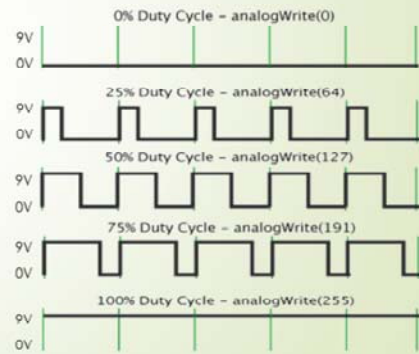 0% Duty Cycle – analogWrite(0)
9V
0V
25% Duty Cycle – analogWrite(64)
9V
0V
50% Duty Cycle – analogWrite(127)
9V
0V
75% Duty Cycle – analogWrite(191)
9V
0V
100% Duty Cycle – analogWrite(255)
9V
0V